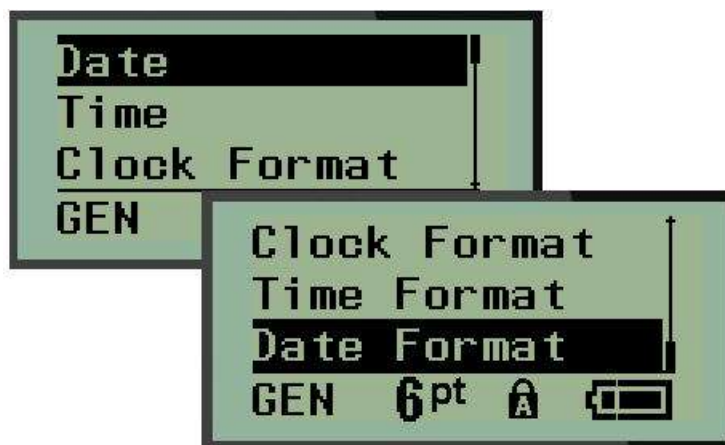 Date
Time
Clock Format
GEN
Clock Format
Time Format
Date Format
GEN 6pt A